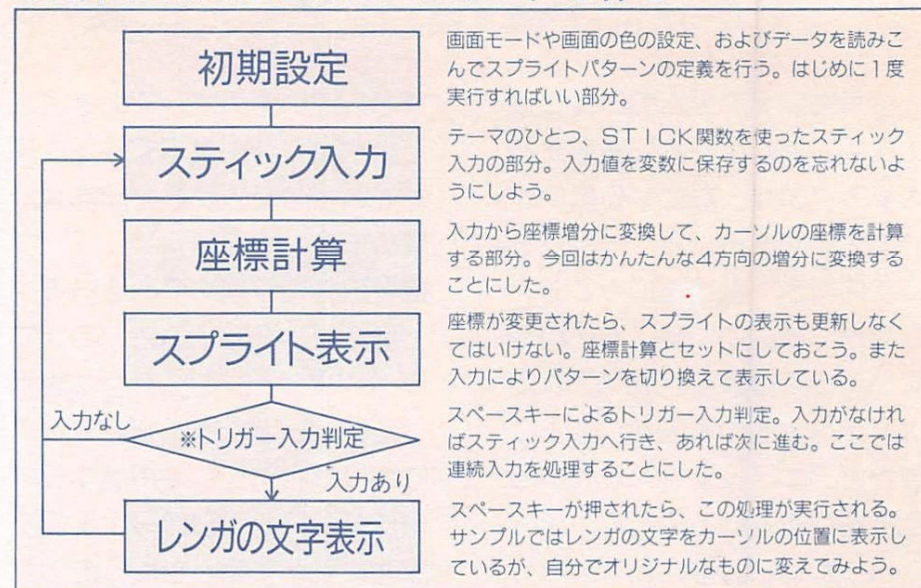 初期設定
画面モードや画面の色の設定、およびデータを読みこ
んでスプライトパターンの定義を行う。はじめに1度
実行すればいい部分。
スティック入力
テーマのひとつ、STICK関数を使ったスティック
入力の部分。入力値を変数に保存するのを忘れないよ
うにしよう。
座標計算
入力から座標増分に変換して、カーソルの座標を計算
する部分。今回はかんたんな4方向の増分に変換する
ことにした。
スプライト表示
座標が変更されたら、スプライトの表示も更新しなく
てはいけない。座標計算とセットにしておこう。また
入力によりパターンを切り換えて表示している。
入力なし
※トリガー入力判定
入力あり
スペースキーによるトリガー入力判定。入力がなけれ
ばスティック入力へ行き、あれば次に進む。ここでは
連続入力を処理することにした。
レンガの文字表示
スペースキーが押されたら、この処理が実行される。
サンプルではレンガの文字をカーソルの位置に表示し
ているが、自分でオリジナルなものに変えてみよう。